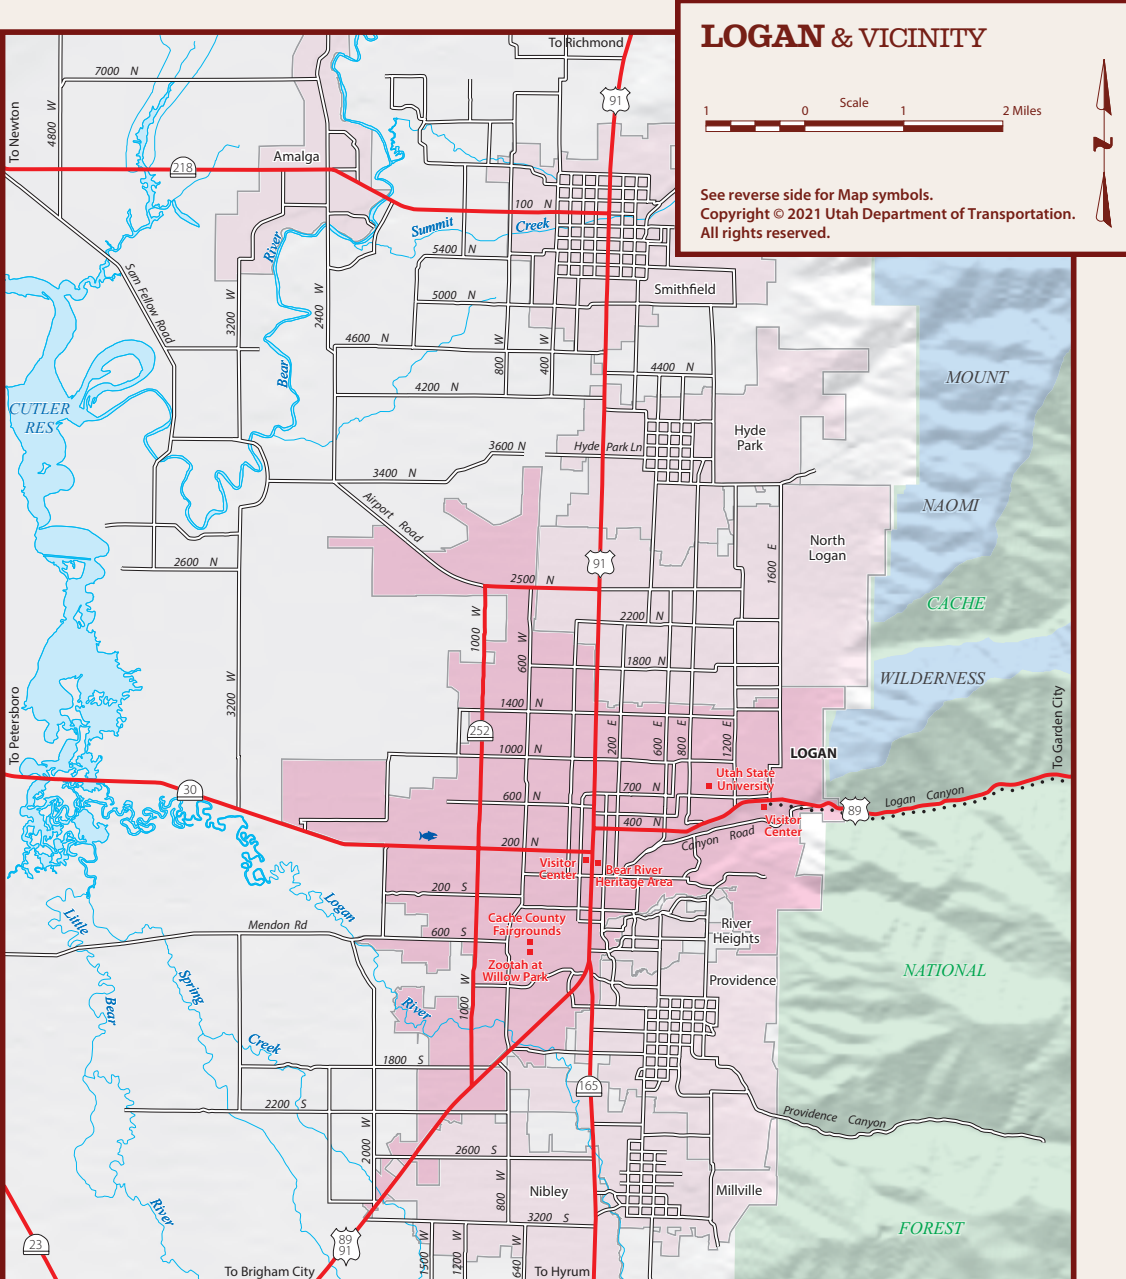 LOGAN & VICINITY
Scale
1 0 1 2 Miles
N
See reverse side for Map symbols.
Copyright © 2021 Utah Department of Transportation.
All rights reserved.
To Richmond
7000 N
91
4800 W
To Newton
Amalga
218
100 N
Summit
Creek
River
5400 N
Sam Fellow Road
Smithfield
5000 N
3200 W
2400 W
4600 N
800 W
400 W
4400 N
MOUNT
Bear
4200 N
CUTLER
RES
Hyde
Park
3600 N
Hyde Park Ln
3400 N
Airport Road
NAOMI
North
Logan
91
1600 E
2600 N
2500 N
CACHE
1000 W
2200 N
600 W
1800 N
WILDERNESS
3200 W
To Petersboro
To Garden City
1400 N
252
200 E
600 E
800 E
1200 E
1000 N
LOGAN
Utah State
University
30
700 N
600 N
89
Logan Canyon
400 N
Visitor
Center
Canyon Road
200 N
Visitor
Center
Bear River
Heritage Area
200 S
Logan
Little
Cache County
Fairgrounds
Mendon Rd
600 S
River
Heights
Zootah at
Willow Park
NATIONAL
Spring
Providence
1000 W
Bear
River
Creek
1800 S
165
2200 S
Providence Canyon
2000 W
2600 S
800 W
Nibley
Millville
River
3200 S
FOREST
23
89
91
1500 W
1200 W
640 W
To Brigham City
To Hyrum